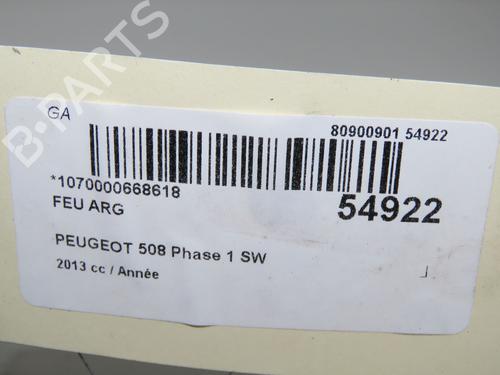 GA
80900901 54922
*1070000668618
54922
FEU ARG
PEUGEOT 508 Phase 1 SW
2013 cc / Année
B-PARTS